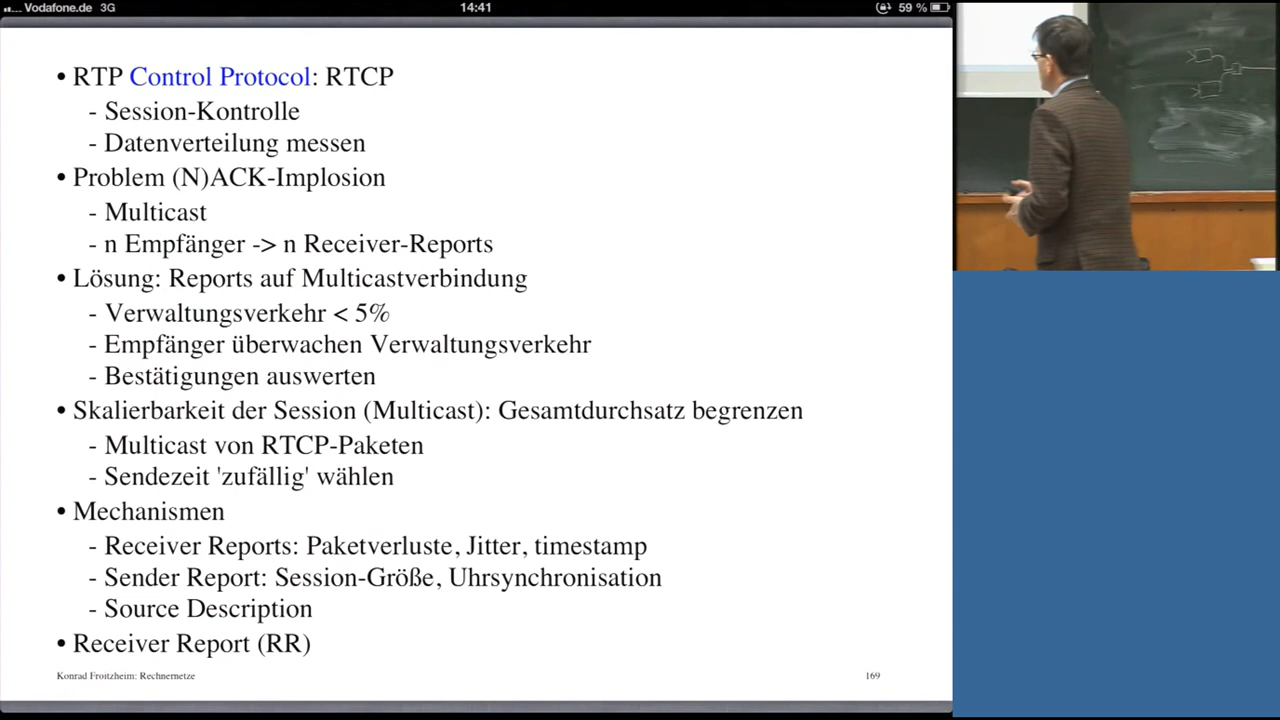 Vodafone.de 3G 14:41 59 %
• RTP Control Protocol: RTCP
- Session-Kontrolle
- Datenverteilung messen
• Problem (N)ACK-Implosion
- Multicast
- n Empfänger -> n Receiver-Reports
• Lösung: Reports auf Multicastverbindung
- Verwaltungsverkehr < 5%
- Empfänger überwachen Verwaltungsverkehr
- Bestätigungen auswerten
• Skalierbarkeit der Session (Multicast): Gesamtdurchsatz begrenzen
- Multicast von RTCP-Paketen
- Sendezeit 'zufällig' wählen
• Mechanismen
- Receiver Reports: Paketverluste, Jitter, timestamp
- Sender Report: Session-Größe, Uhrsynchronisation
- Source Description
• Receiver Report (RR)
Konrad Froitzheim: Rechnernetze 169